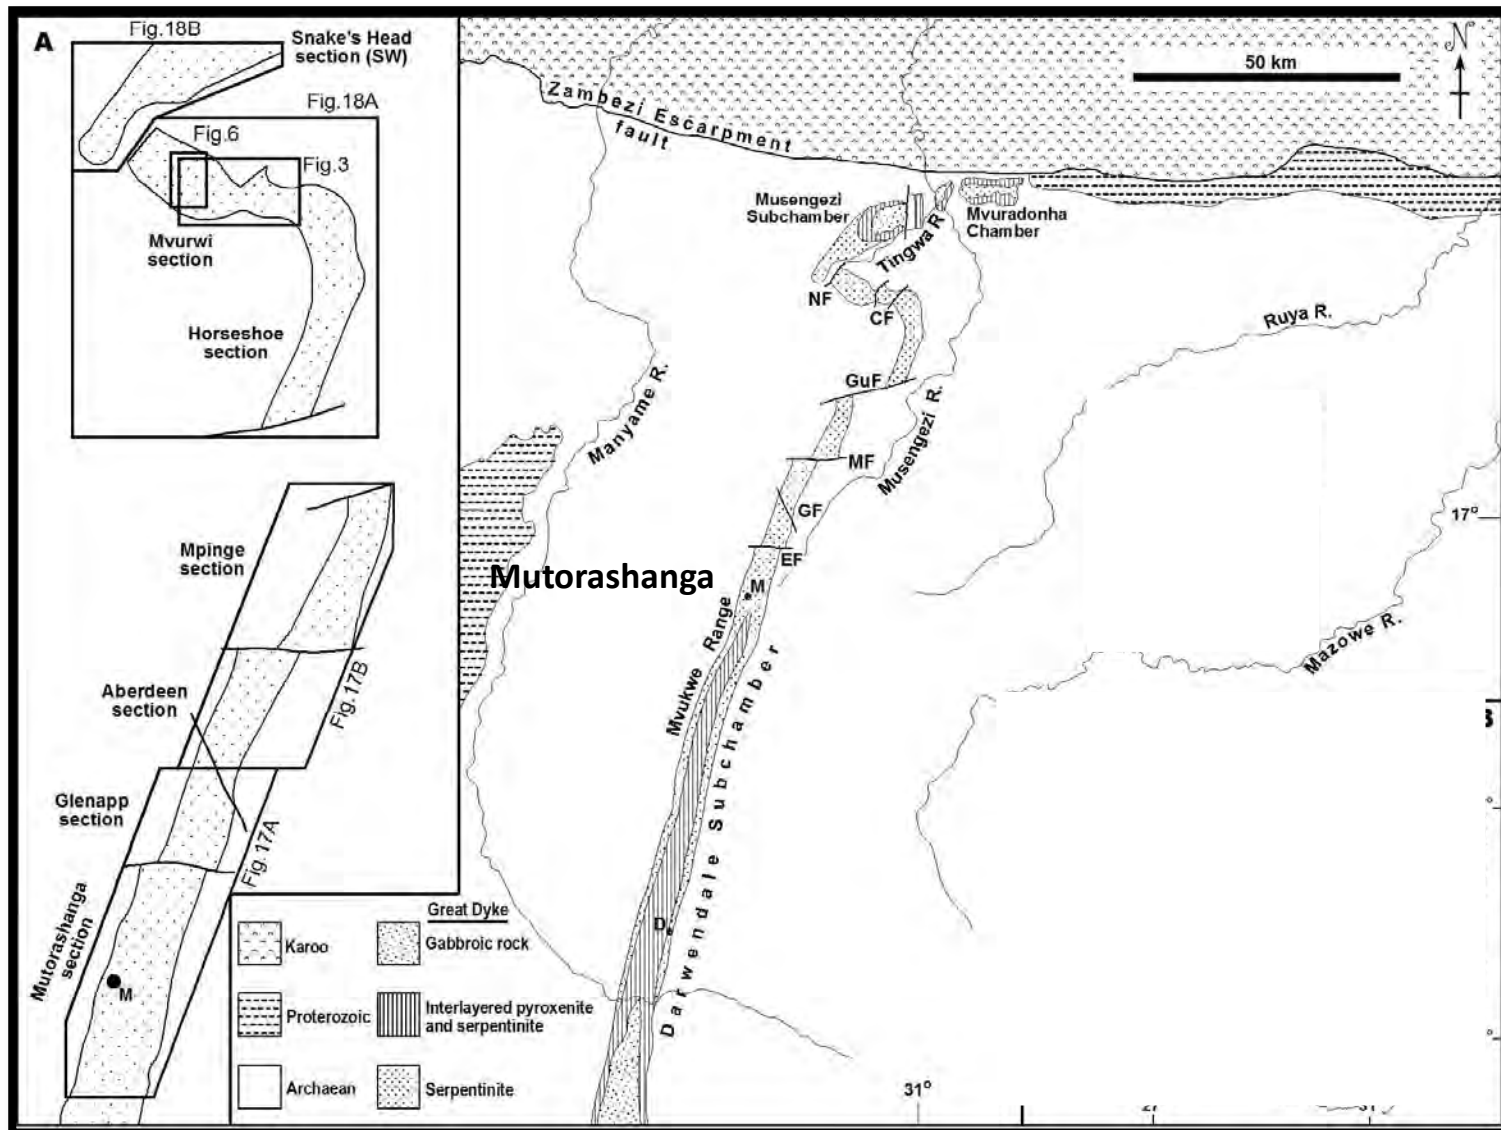 A
Fig.18B
Snake's Head
section (SW)
Fig.18A
Fig.6
Fig.3
Mvurwi
section
Horseshoe
section
Mpinge
section
Aberdeen
section
Fig.17B
Glenapp
section
Fig.17A
Mutorashanga
section
M
Great Dyke
Karoo
Gabbroic rock
Proterozoic
Interlayered pyroxenite
and serpentinite
Archaean
Serpentinite
N
50 km
Zambezi Escarpment
fault
Musengezi
Subchamber
Mvuradonha
Chamber
Tingwa R
NF
CF
Ruya R.
Manyame R.
GuF
Musengezi R.
MF
GF
17°
EF
Mutorashanga
M
Mvukwe Range
Mazowe R.
Darwendale Subchamber
D
31°